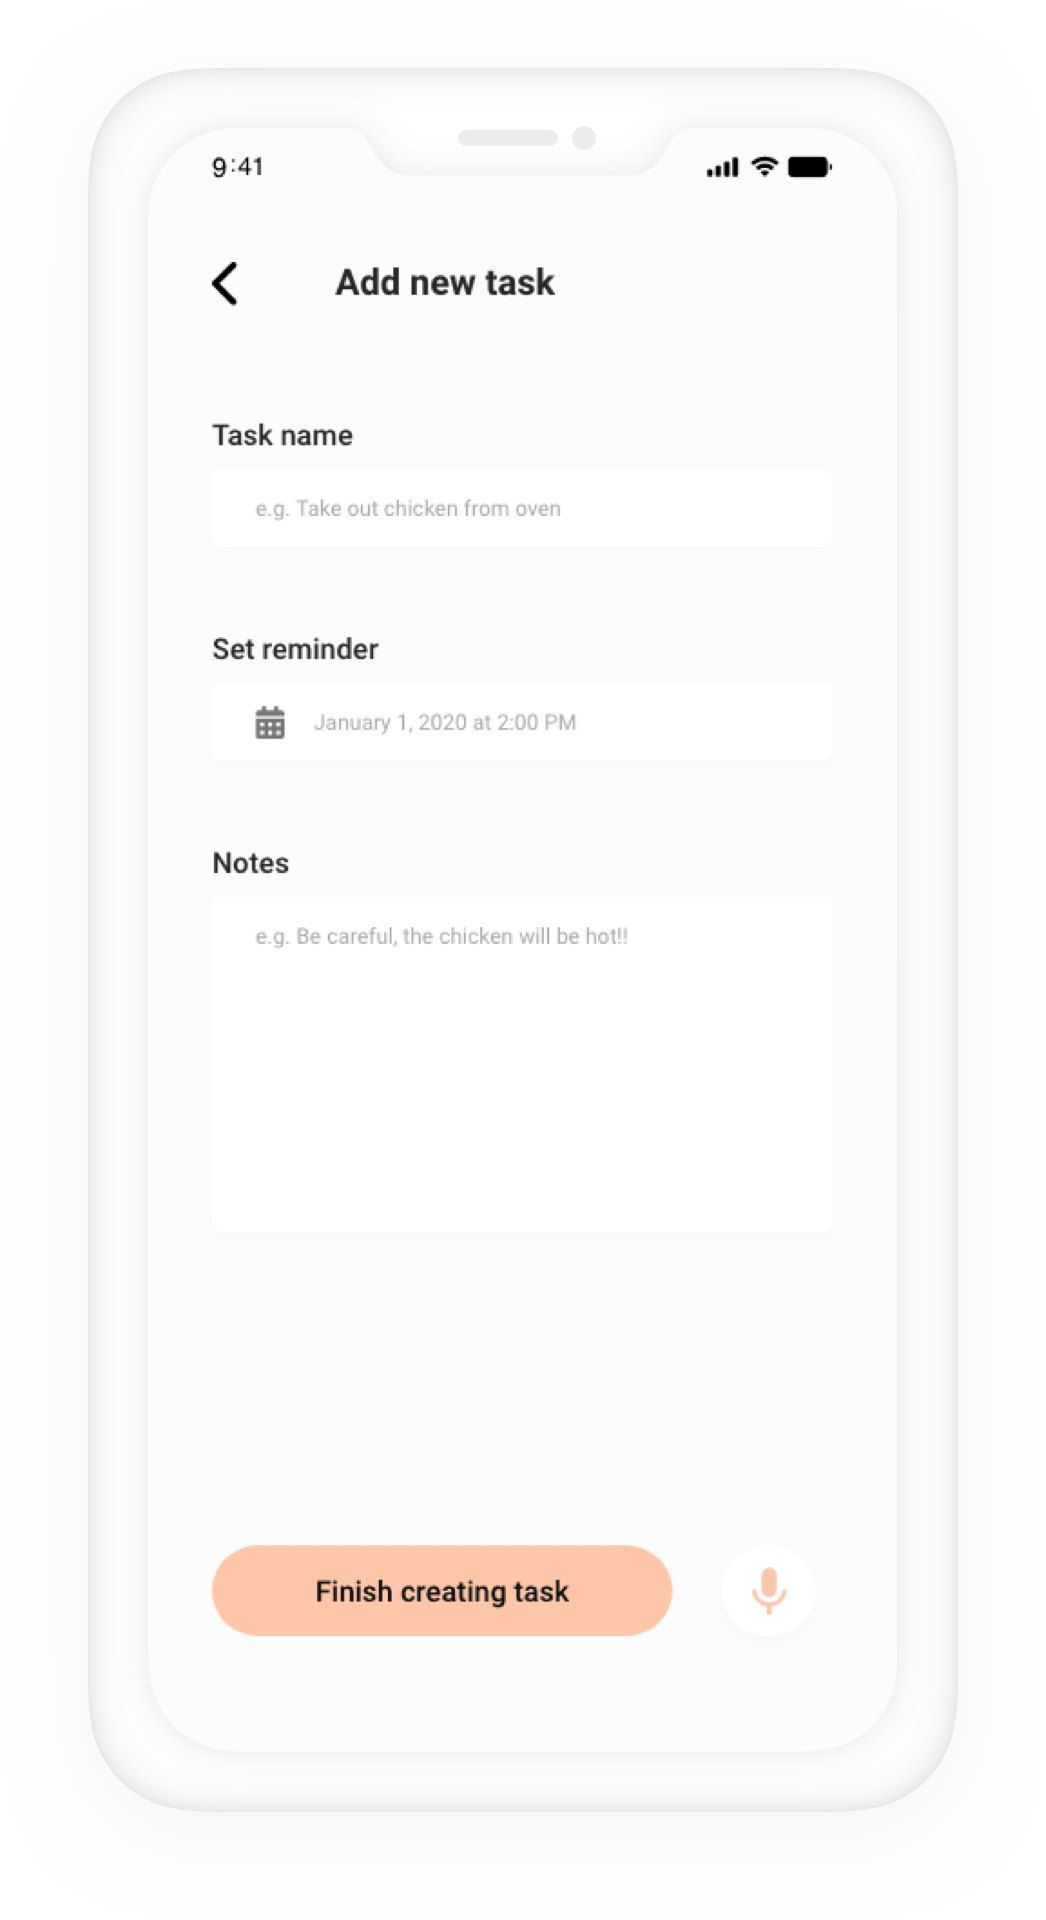 9:41
Add new task
Task name
e.g. Take out chicken from oven
Set reminder
January 1, 2020 at 2:00 PM
Notes
e.g. Be careful, the chicken will be hot!!
Finish creating task